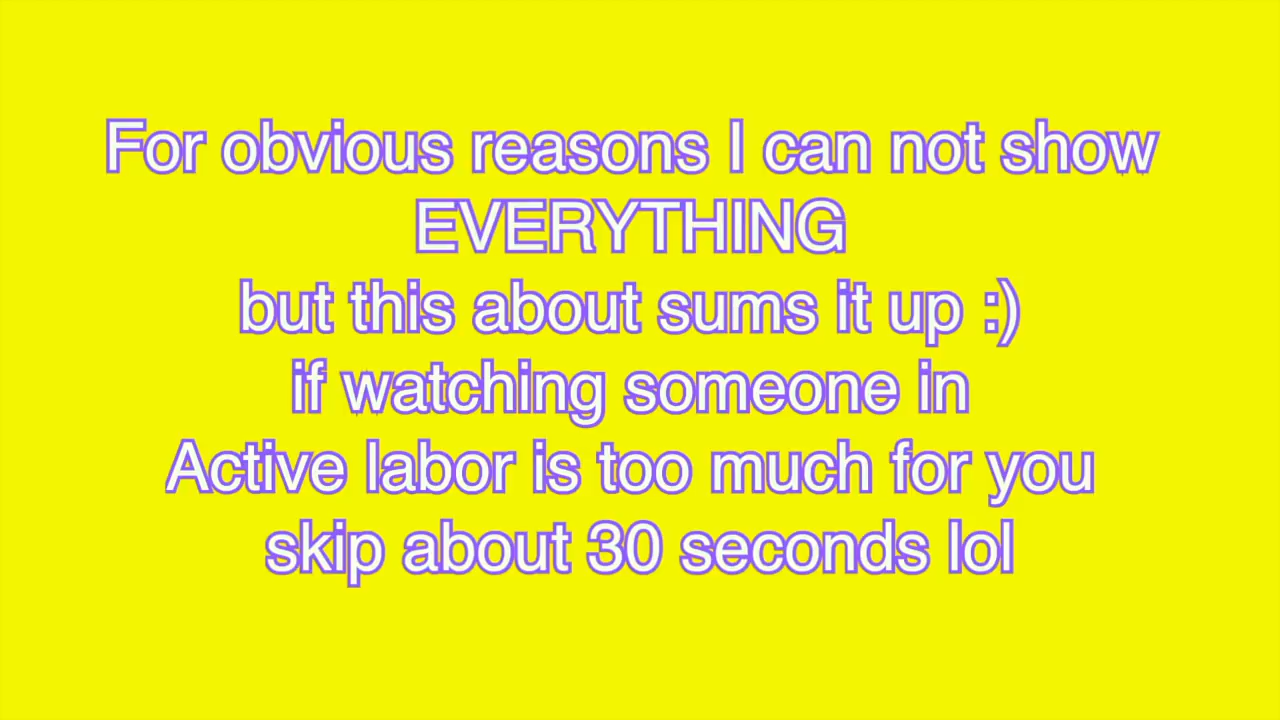 For obvious reasons I can not show
EVERYTHING
but this about sums it up :)
if watching someone in
Active labor is too much for you
skip about 30 seconds lol